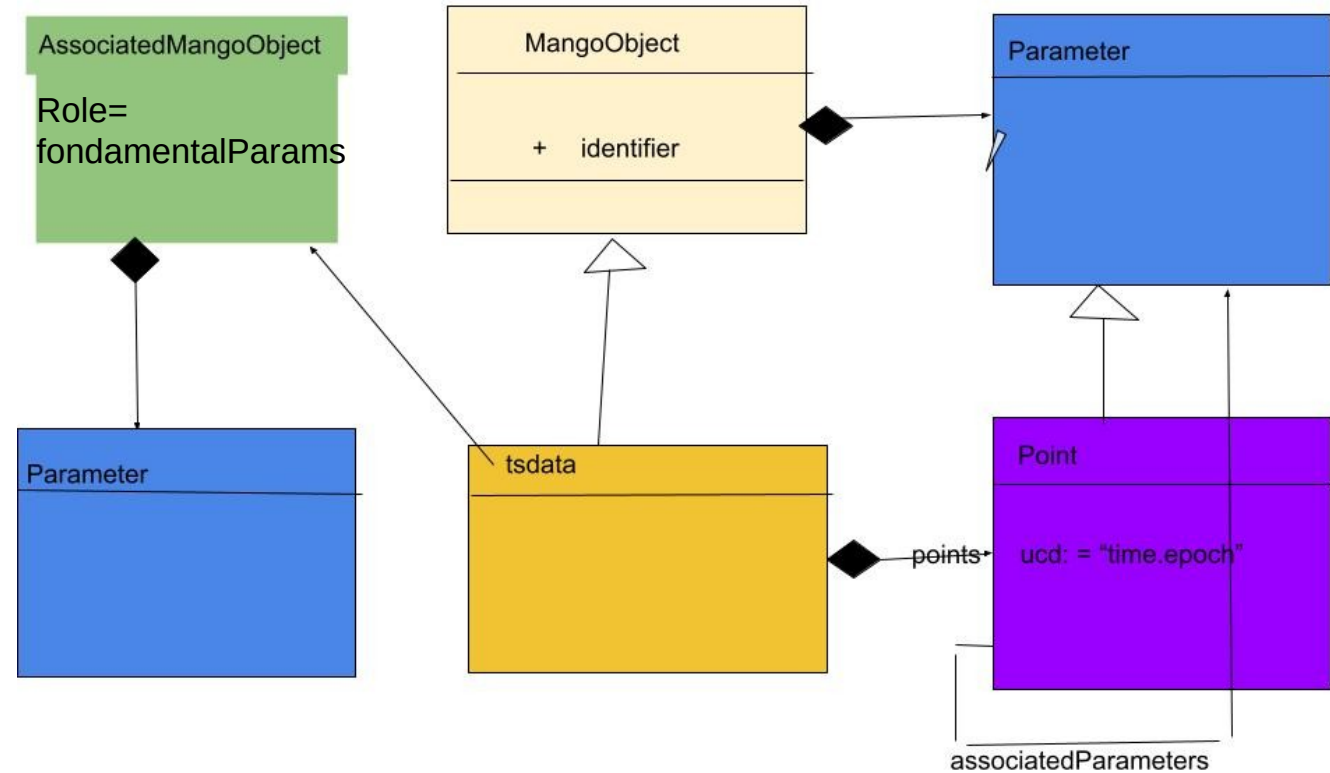 AssociatedMangoObject
Role=
fondamentalParams
MangoObject
+ identifier
Parameter
Parameter
tsdata
points
Point
ucd: = “time.epoch”
associatedParameters